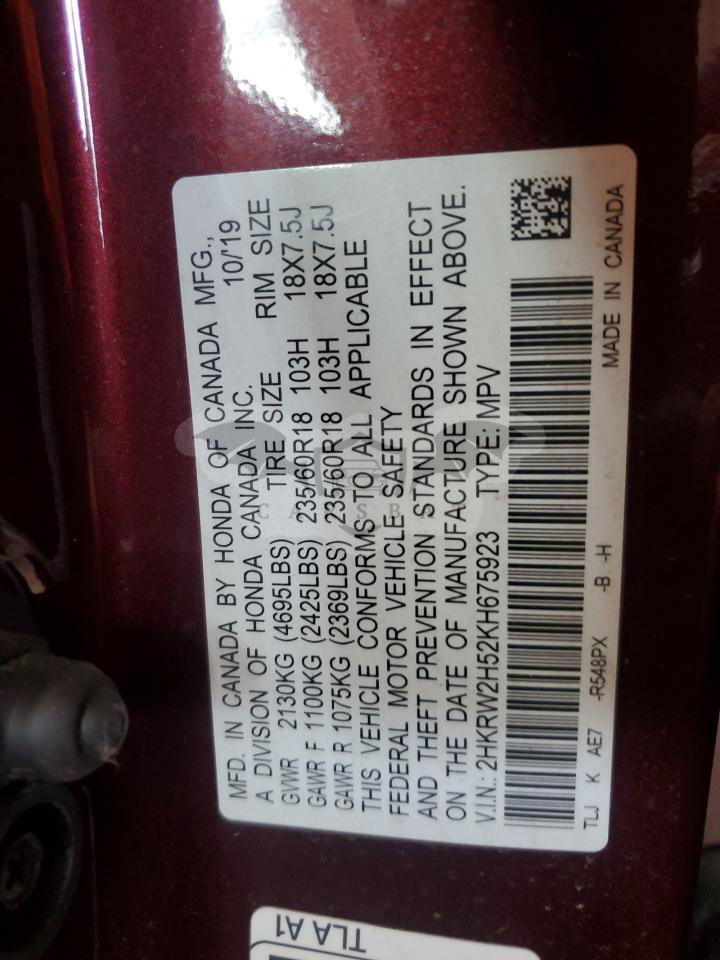 MFD. IN CANADA BY HONDA OF CANADA MFG.,
A DIVISION OF HONDA CANADA INC. 10/'19
GVWR 2130KG (4695LBS) TIRE SIZE RIM SIZE
GAWR F 1100KG (2425LBS) 235/60R18 103H 18X7.5J
GAWR R 1075KG (2369LBS) 235/60R18 103H 18X7.5J
THIS VEHICLE CONFORMS TO ALL APPLICABLE
FEDERAL MOTOR VEHICLE SAFETY
AND THEFT PREVENTION STANDARDS IN EFFECT
ON THE DATE OF MANUFACTURE SHOWN ABOVE.
V.I.N.: 2HKRW2H52KH675923 TYPE: MPV
TLJ K AE7 -R548PX -B -H MADE IN CANADA
TLA A1